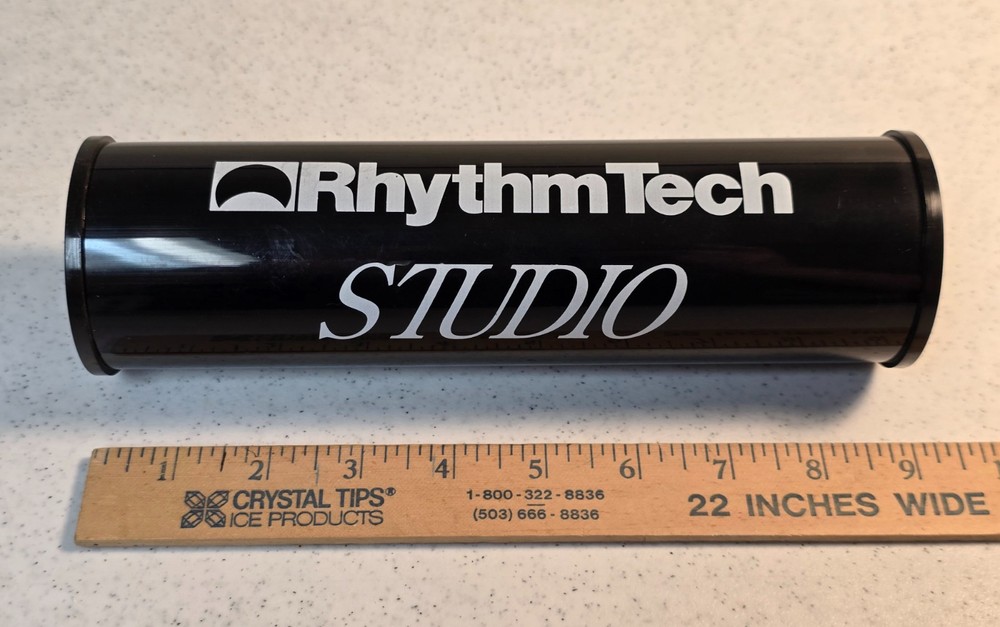 RhythmTech
STUDIO
1 2 3 4 5 6 7 8 9
CRYSTAL TIPS®
ICE PRODUCTS
1-800-322-8836
(503) 666-8836
22 INCHES WIDE